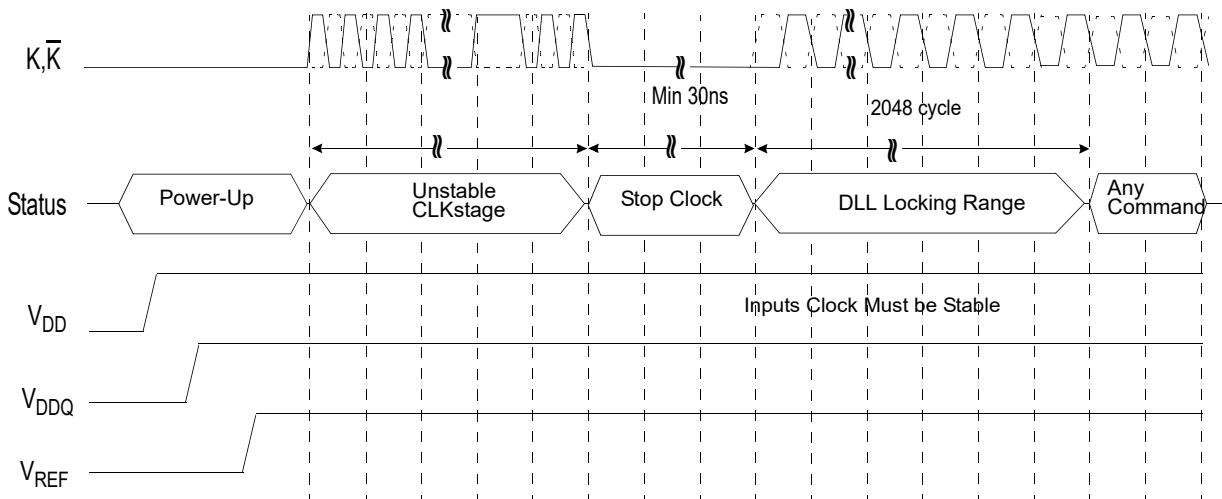 K,K̅
Min 30ns
2048 cycle
Status
Power-Up
Unstable
CLKstage
Stop Clock
DLL Locking Range
Any
Command
VDD
Inputs Clock Must be Stable
VDDQ
VREF